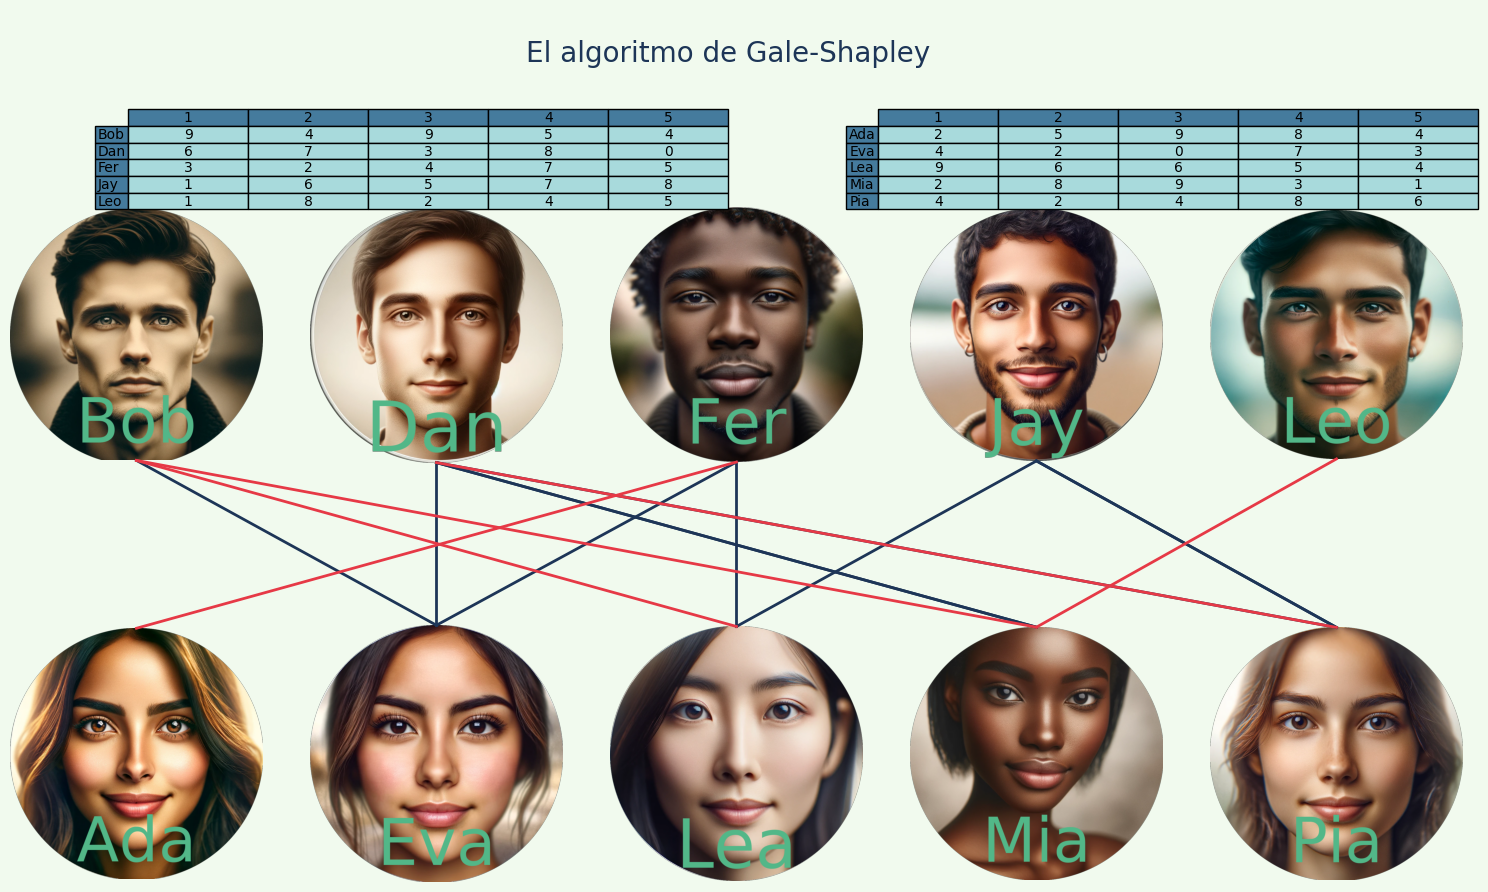 El algoritmo de Gale-Shapley
1 2 3 4 5
Bob 9 4 9 5 4
Dan 6 7 3 8 0
Fer 3 2 4 7 5
Jay 1 6 5 7 8
Leo 1 8 2 4 5
1 2 3 4 5
Ada 2 5 9 8 4
Eva 4 2 0 7 3
Lea 9 6 6 5 4
Mia 2 8 9 3 1
Pia 4 2 4 8 6
Bob Dan Fer Jay Leo
Ada Eva Lea Mia Pia